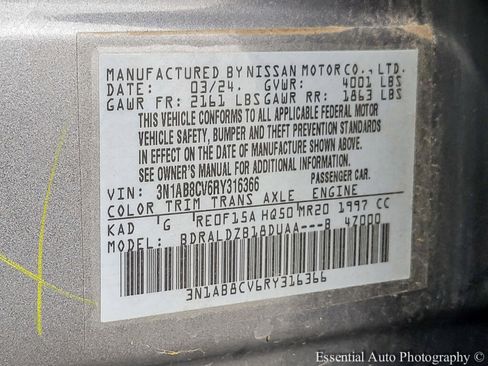 MANUFACTURED BY NISSAN MOTOR CO., LTD.
DATE: 03/24. GVWR: 4001 LBS
GAWR FR: 2161 LBS GAWR RR: 1863 LBS
THIS VEHICLE CONFORMS TO ALL APPLICABLE FEDERAL MOTOR
VEHICLE SAFETY, BUMPER AND THEFT PREVENTION STANDARDS
IN EFFECT ON THE DATE OF MANUFACTURE SHOWN ABOVE.
SEE OWNER'S MANUAL FOR ADDITIONAL INSTRUCTIONS
VIN: 3N1AB8CV6RY316366 PASSENGER CAR.
COLOR TRIM TRANS AXLE ENGINE
KAD G RE0F15A HQ50 MR20 1997 CC
MODEL: BDRALDZB18DUAA---B 47000
3N1AB8CV6RY316366
Essential Auto Photography ©